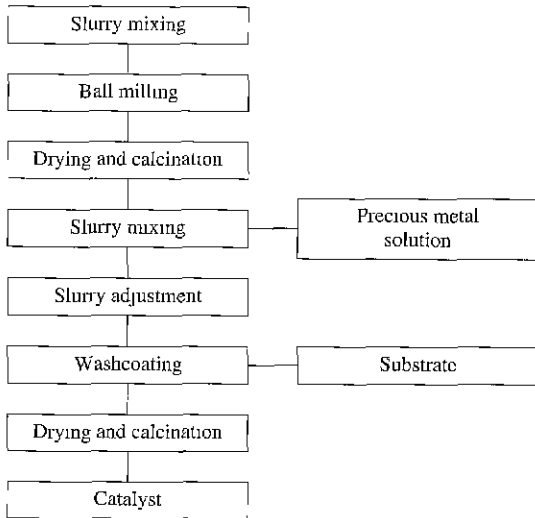 Slurry mixing
Ball milling
Drying and calcination
Slurry mixing
Precious metal
solution
Slurry adjustment
Washcoating
Substrate
Drying and calcination
Catalyst